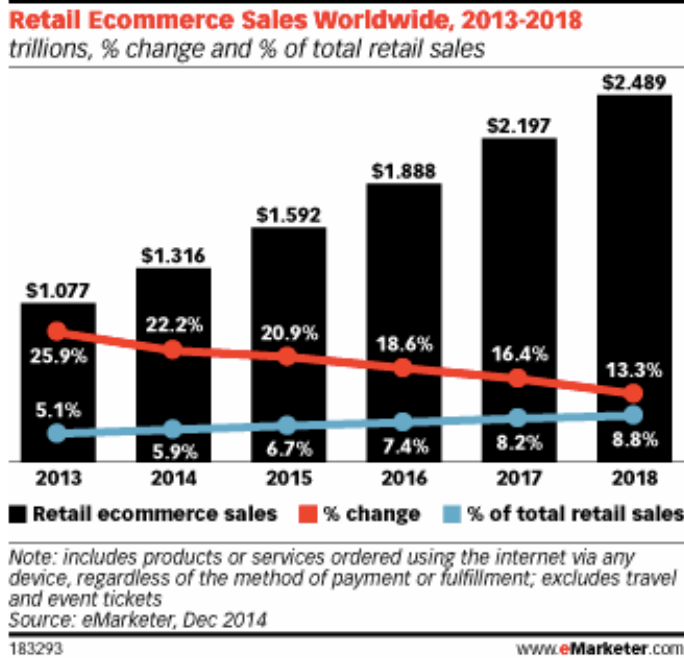 Retail Ecommerce Sales Worldwide, 2013-2018
trillions, % change and % of total retail sales
$2.489
$2.197
$1.888
$1.592
$1.316
$1.077
25.9%
22.2%
20.9%
18.6%
16.4%
13.3%
5.1%
5.9%
6.7%
7.4%
8.2%
8.8%
2013 2014 2015 2016 2017 2018
Retail ecommerce sales % change % of total retail sales
Note: includes products or services ordered using the internet via any
device, regardless of the method of payment or fulfillment; excludes travel
and event tickets
Source: eMarketer, Dec 2014
183293 www.eMarketer.com